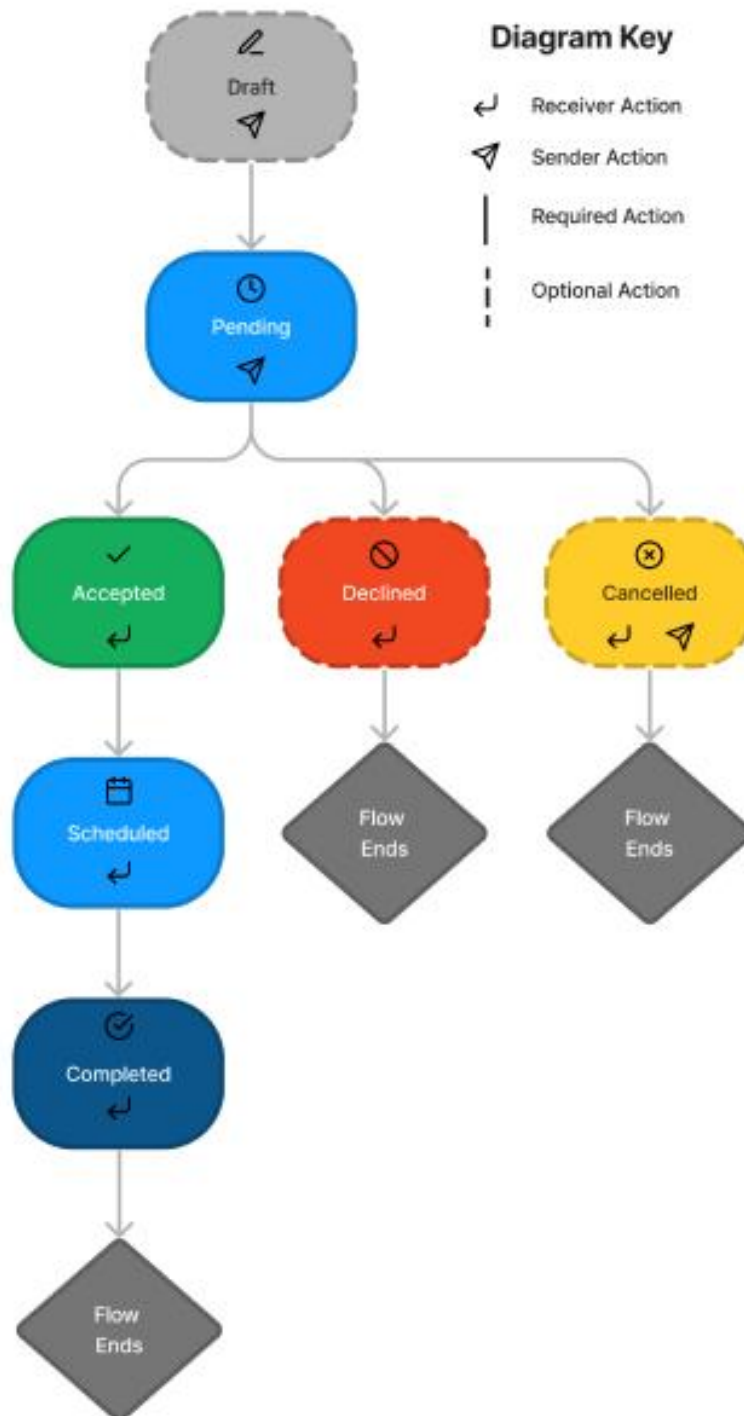 Diagram Key
Receiver Action
Sender Action
Required Action
Optional Action
Draft
Pending
Accepted
Declined
Cancelled
Scheduled
Flow
Ends
Flow
Ends
Completed
Flow
Ends